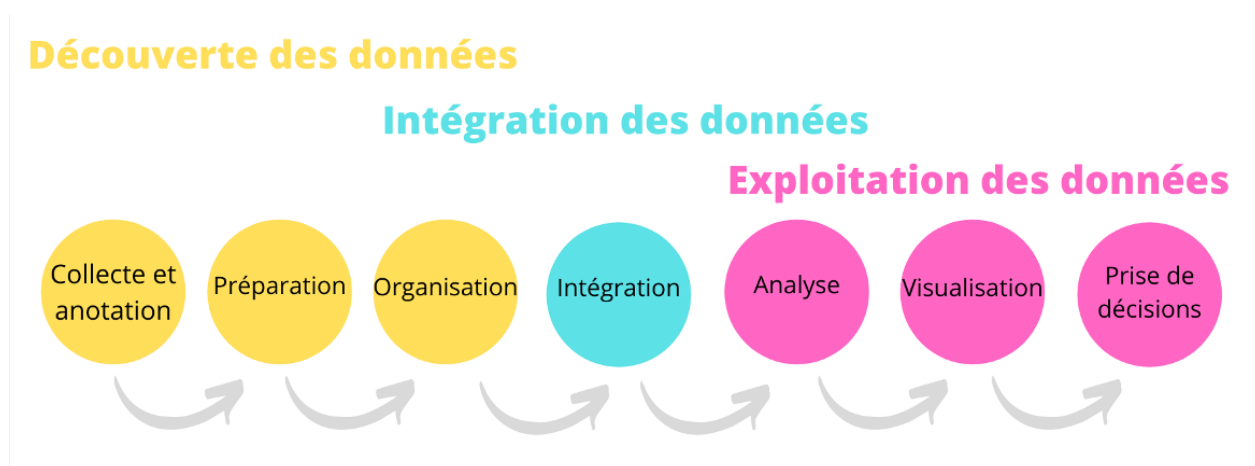 Découverte des données
Intégration des données
Exploitation des données
Collecte et
anotation
Préparation
Organisation
Intégration
Analyse
Visualisation
Prise de
décisions